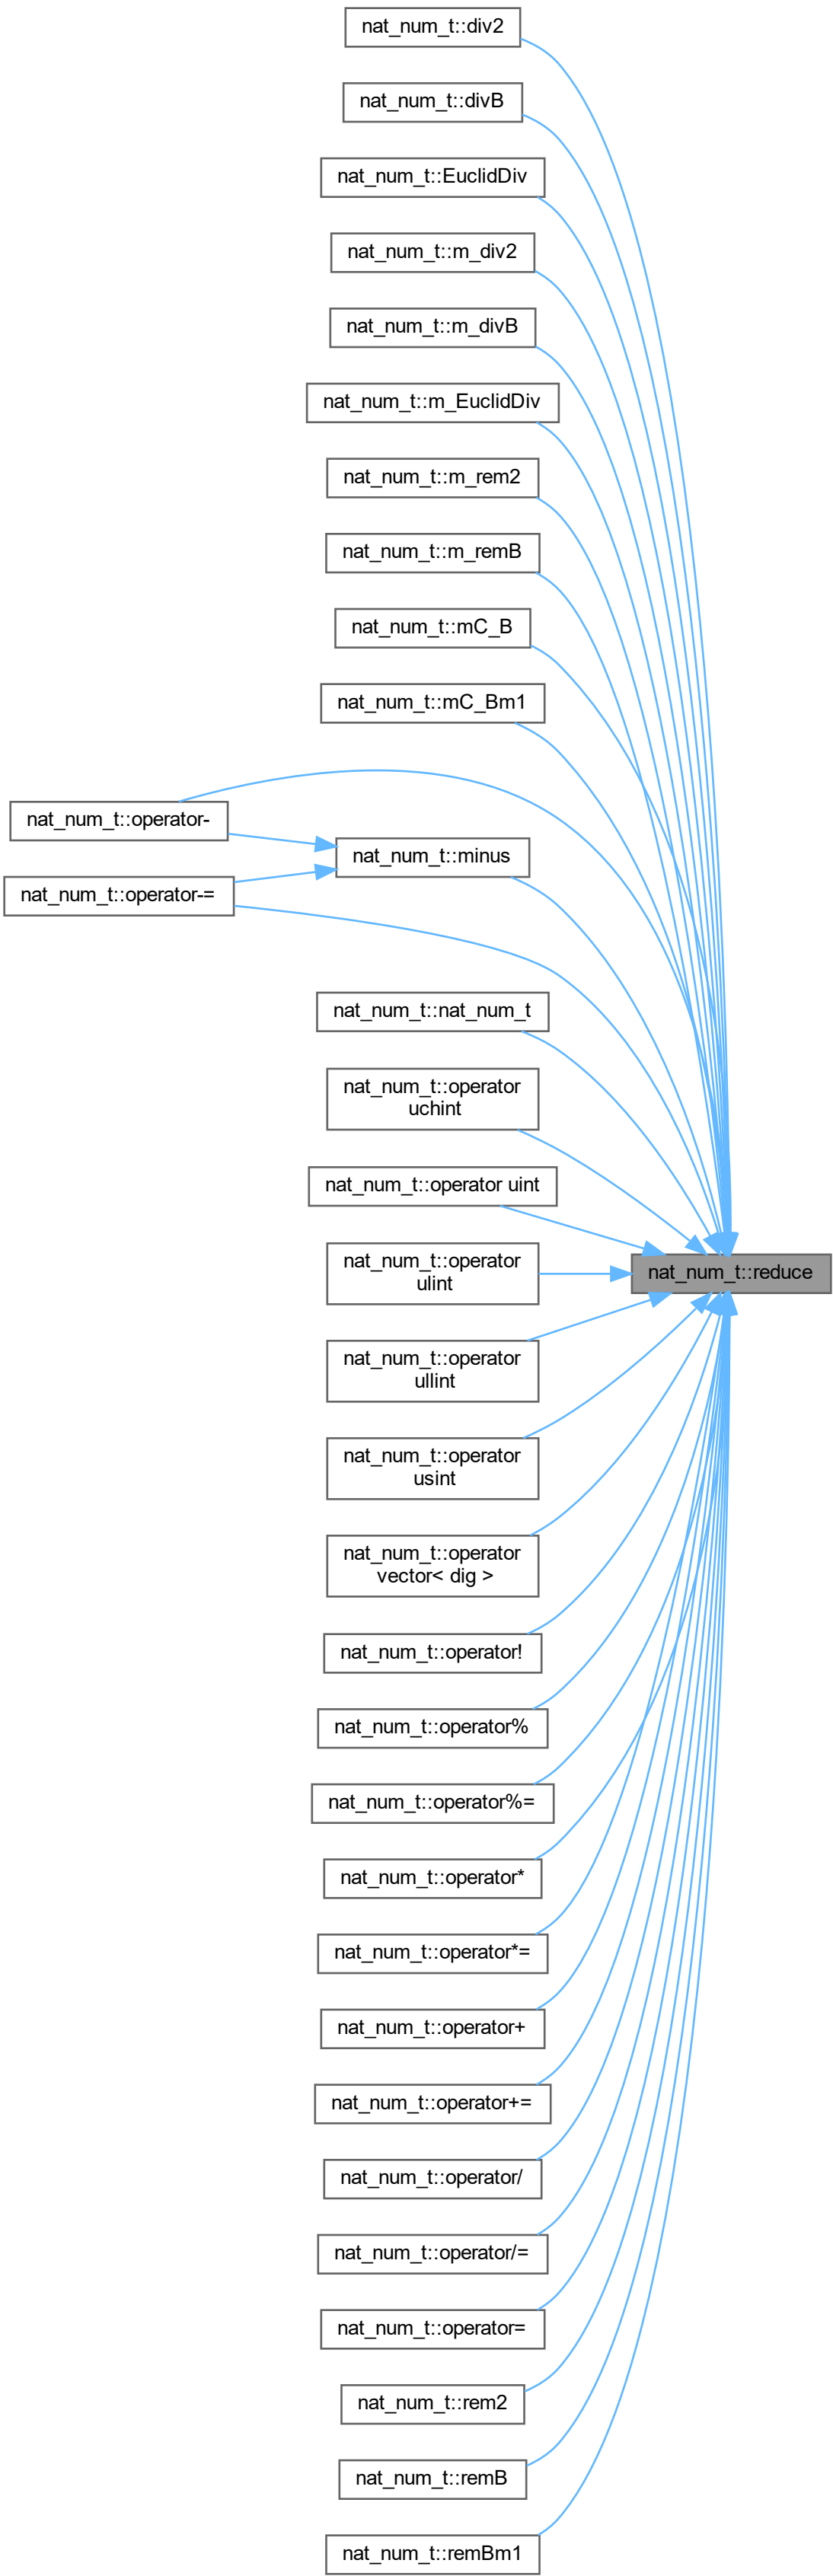 nat_num_t::div2
nat_num_t::divB
nat_num_t::EuclidDiv
nat_num_t::m_div2
nat_num_t::m_divB
nat_num_t::m_EuclidDiv
nat_num_t::m_rem2
nat_num_t::m_remB
nat_num_t::mC_B
nat_num_t::mC_Bm1
nat_num_t::operator-
nat_num_t::minus
nat_num_t::operator-=
nat_num_t::nat_num_t
nat_num_t::operator
uchint
nat_num_t::operator uint
nat_num_t::reduce
nat_num_t::operator
ulint
nat_num_t::operator
ullint
nat_num_t::operator
usint
nat_num_t::operator
vector< dig >
nat_num_t::operator!
nat_num_t::operator%
nat_num_t::operator%=
nat_num_t::operator*
nat_num_t::operator*=
nat_num_t::operator+
nat_num_t::operator+=
nat_num_t::operator/
nat_num_t::operator/=
nat_num_t::operator=
nat_num_t::rem2
nat_num_t::remB
nat_num_t::remBm1